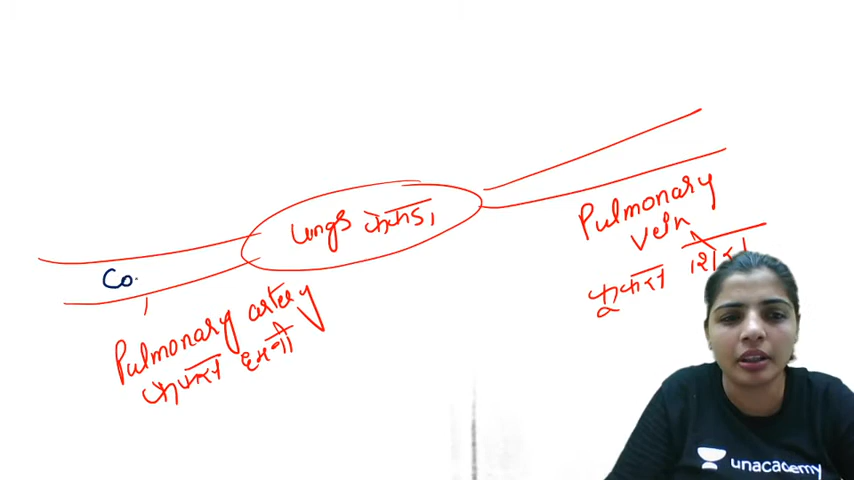 Co.
Lungs फेफड़े
Pulmonary artery
फुफ्फुस धमनी
Pulmonary
Vein
शिरा
unacademy